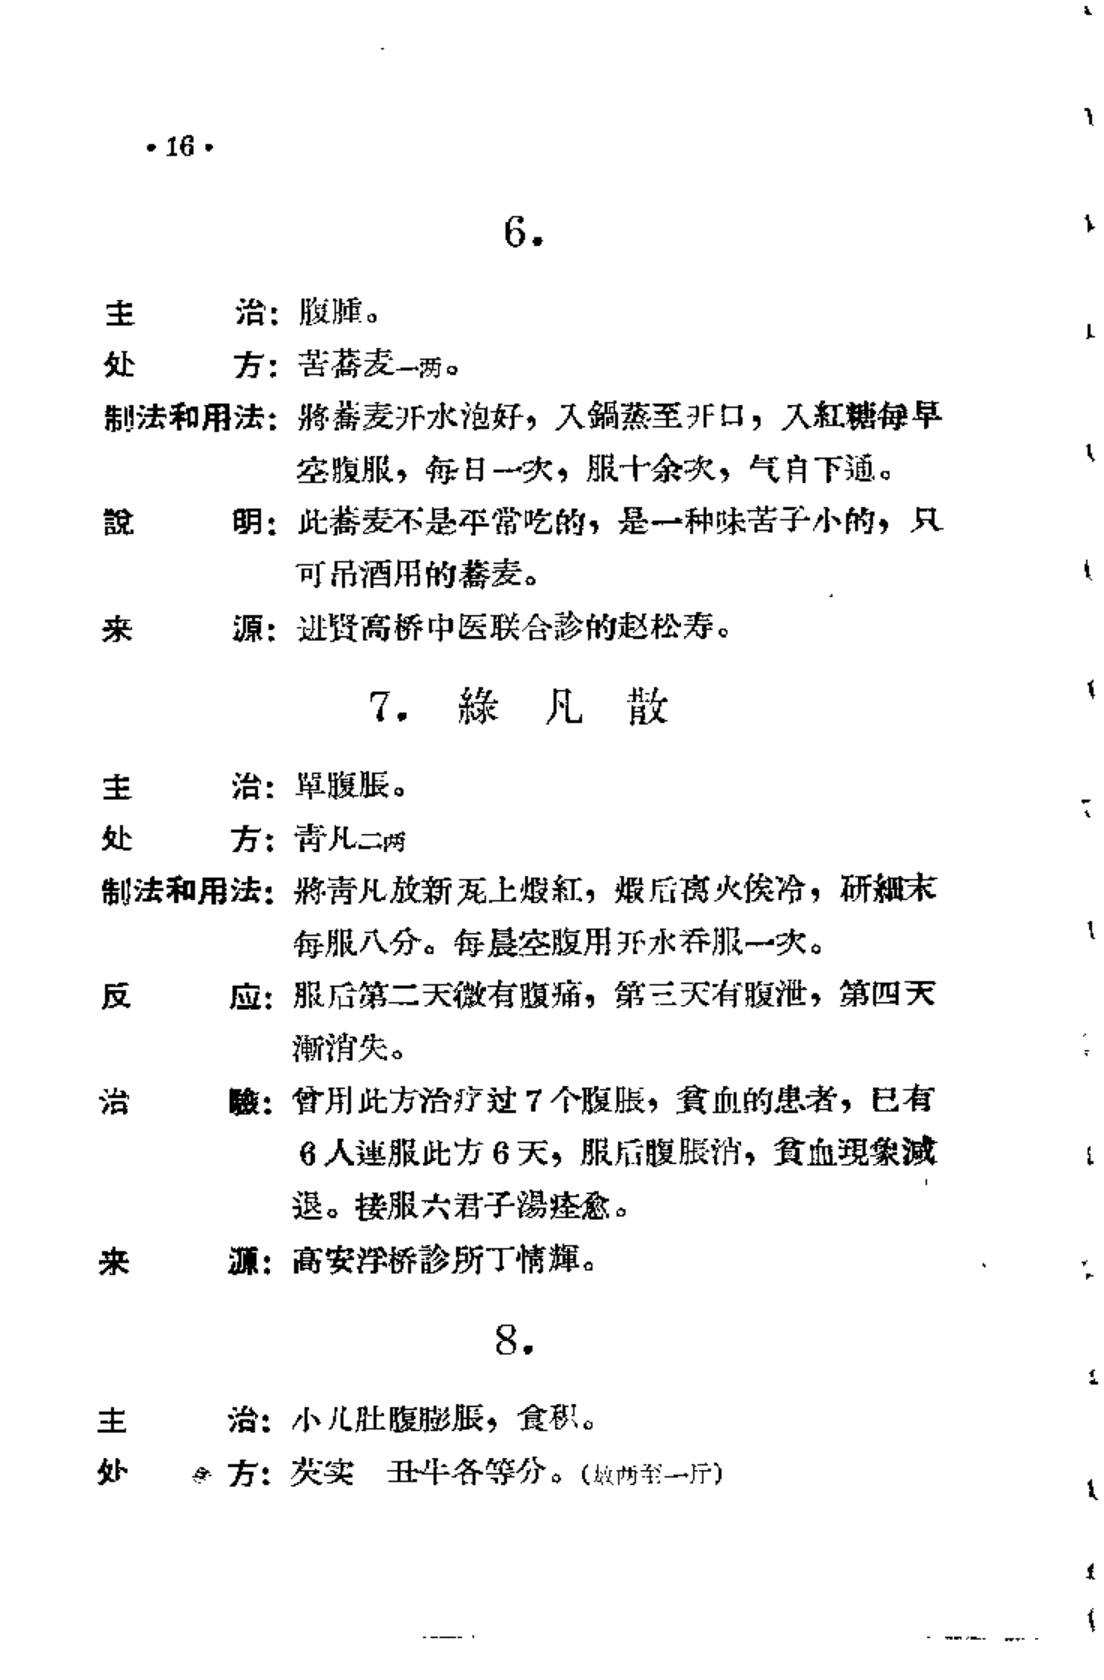 ·16·
6.
主　　治：腹腫。
处　　方：苦蕎麦一两。
制法和用法：將蕎麦开水泡好，入鍋蒸至开口，入紅糖每早
空腹服，每日一次，服十余次，气自下通。
說　　明：此蕎麦不是平常吃的，是一种味苦子小的，只
可吊酒用的蕎麦。
来　　源：进賢高桥中医联合診的赵松寿。
7. 綠凡散
主　　治：單腹脹。
处　　方：青凡二两
制法和用法：將青凡放新瓦上煅紅，煅后离火俟冷，研細末
每服八分。每晨空腹用开水吞服一次。
反　　应：服后第二天微有腹痛，第三天有腹泄，第四天
漸消失。
治　　驗：曾用此方治疗过7个腹脹，貧血的患者，已有
6人連服此方6天，服后腹脹消，貧血現象減
退。接服六君子湯痊愈。
来　　源：高安浮桥診所丁情輝。
8.
主　　治：小儿肚腹膨脹，食积。
处　　方：芡实　丑牛各等分。（数两至一斤）